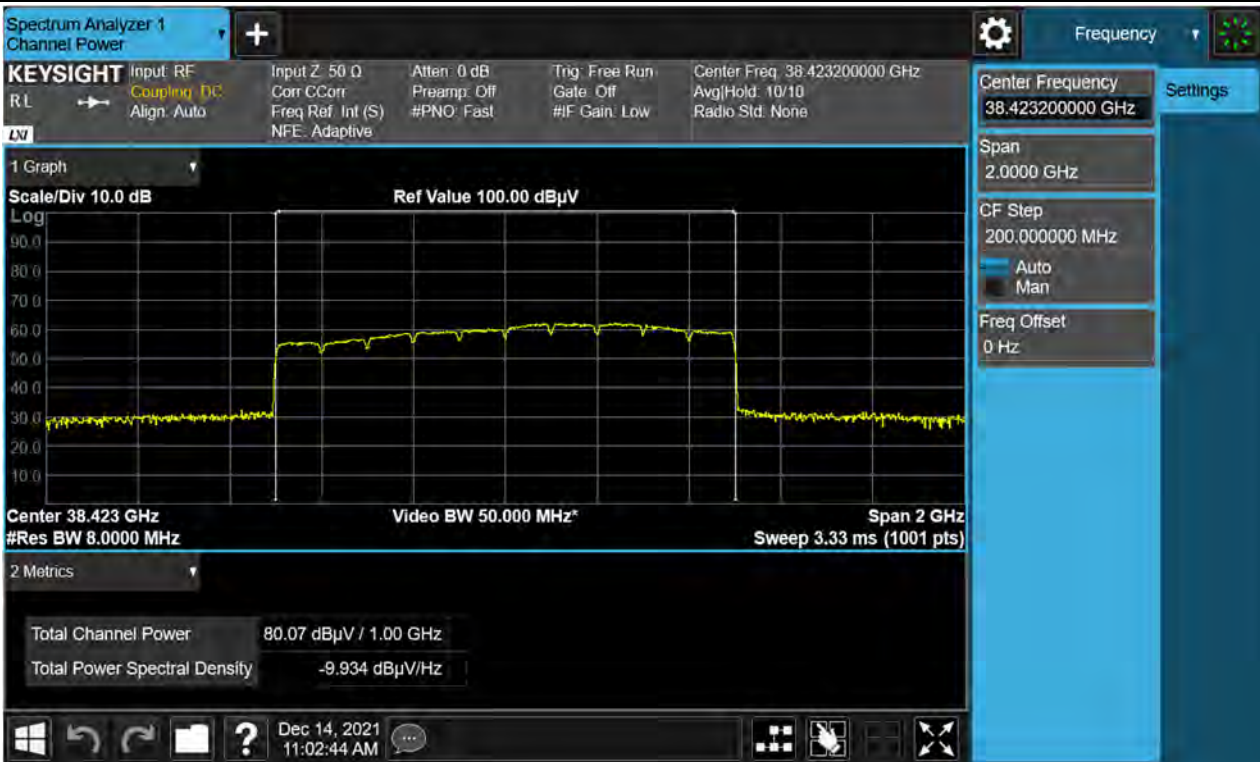 Spectrum Analyzer 1
Channel Power
Frequency
KEYSIGHT
RL
LXI
Input: RF
Coupling: DC
Align: Auto
Input Z: 50 Ω
Corr CCorr
Freq Ref: Int (S)
NFE: Adaptive
Atten: 0 dB
Preamp: Off
#PNO: Fast
Trig: Free Run
Gate: Off
#IF Gain: Low
Center Freq: 38.423200000 GHz
Avg|Hold: 10/10
Radio Std: None
Center Frequency
38.423200000 GHz
Settings
Span
2.0000 GHz
CF Step
200.000000 MHz
Auto
Man
Freq Offset
0 Hz
1 Graph
Scale/Div 10.0 dB
Ref Value 100.00 dBµV
Log
90.0
80.0
70.0
60.0
50.0
40.0
30.0
20.0
10.0
Center 38.423 GHz
Video BW 50.000 MHz*
Span 2 GHz
#Res BW 8.0000 MHz
Sweep 3.33 ms (1001 pts)
2 Metrics
Total Channel Power 80.07 dBµV / 1.00 GHz
Total Power Spectral Density -9.934 dBµV/Hz
?
Dec 14, 2021
11:02:44 AM